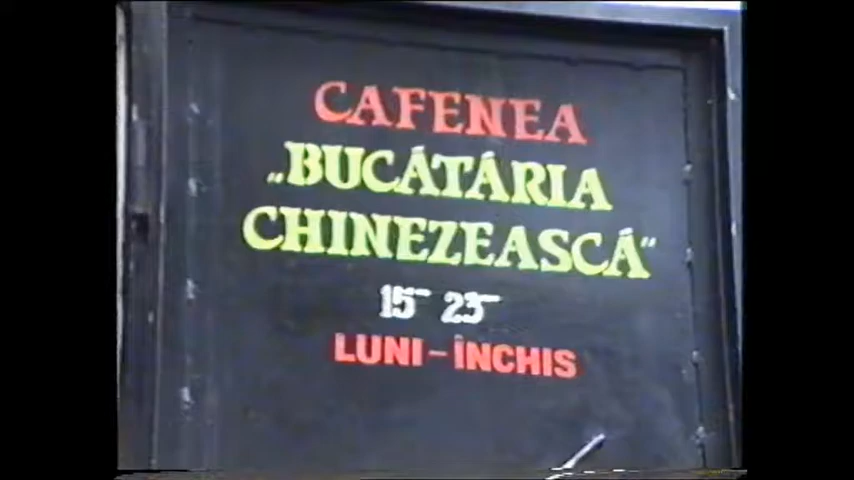 CAFENEA
„BUCĂTĂRIA
CHINEZEASCĂ"
15⁻ 23⁻
LUNI-ÎNCHIS